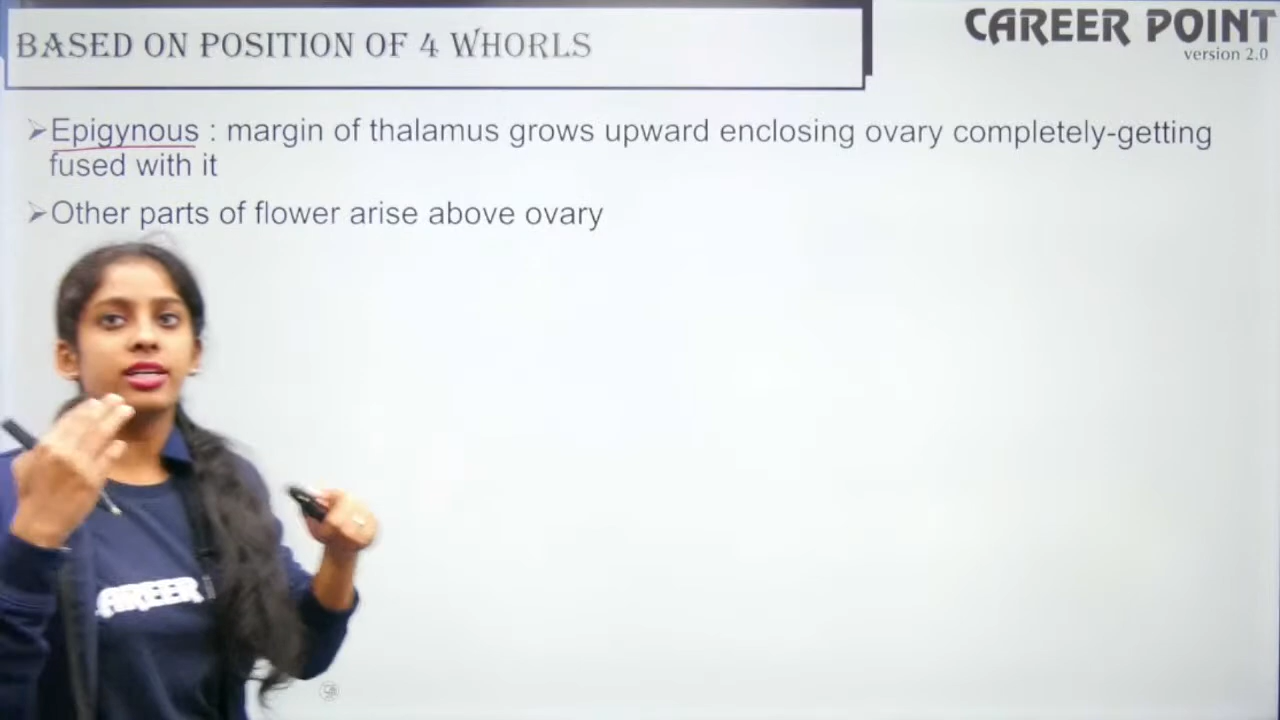 BASED ON POSITION OF 4 WHORLS
CAREER POINT
version 2.0
➢Epigynous : margin of thalamus grows upward enclosing ovary completely-getting
fused with it
➢Other parts of flower arise above ovary
CAREER